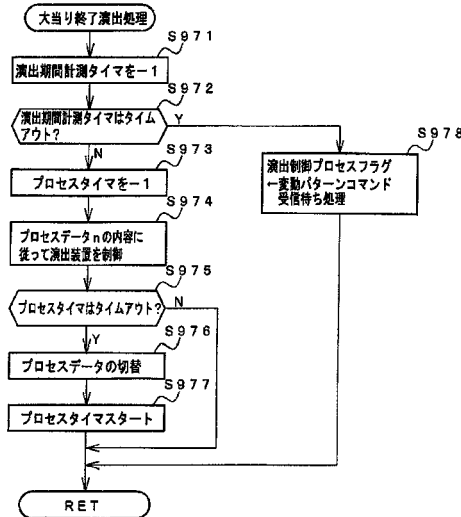 大当り終了演出処理
S971
演出期間計測タイマを－1
S972
演出期間計測タイマはタイム
アウト?
Y
N
S973
プロセスタイマを－1
S974
プロセスデータnの内容に
従って演出装置を制御
S975
プロセスタイマはタイムアウト?
N
Y
S976
プロセスデータの切替
S977
プロセスタイマスタート
S978
演出制御プロセスフラグ
←変動パターンコマンド
受信待ち処理
RET